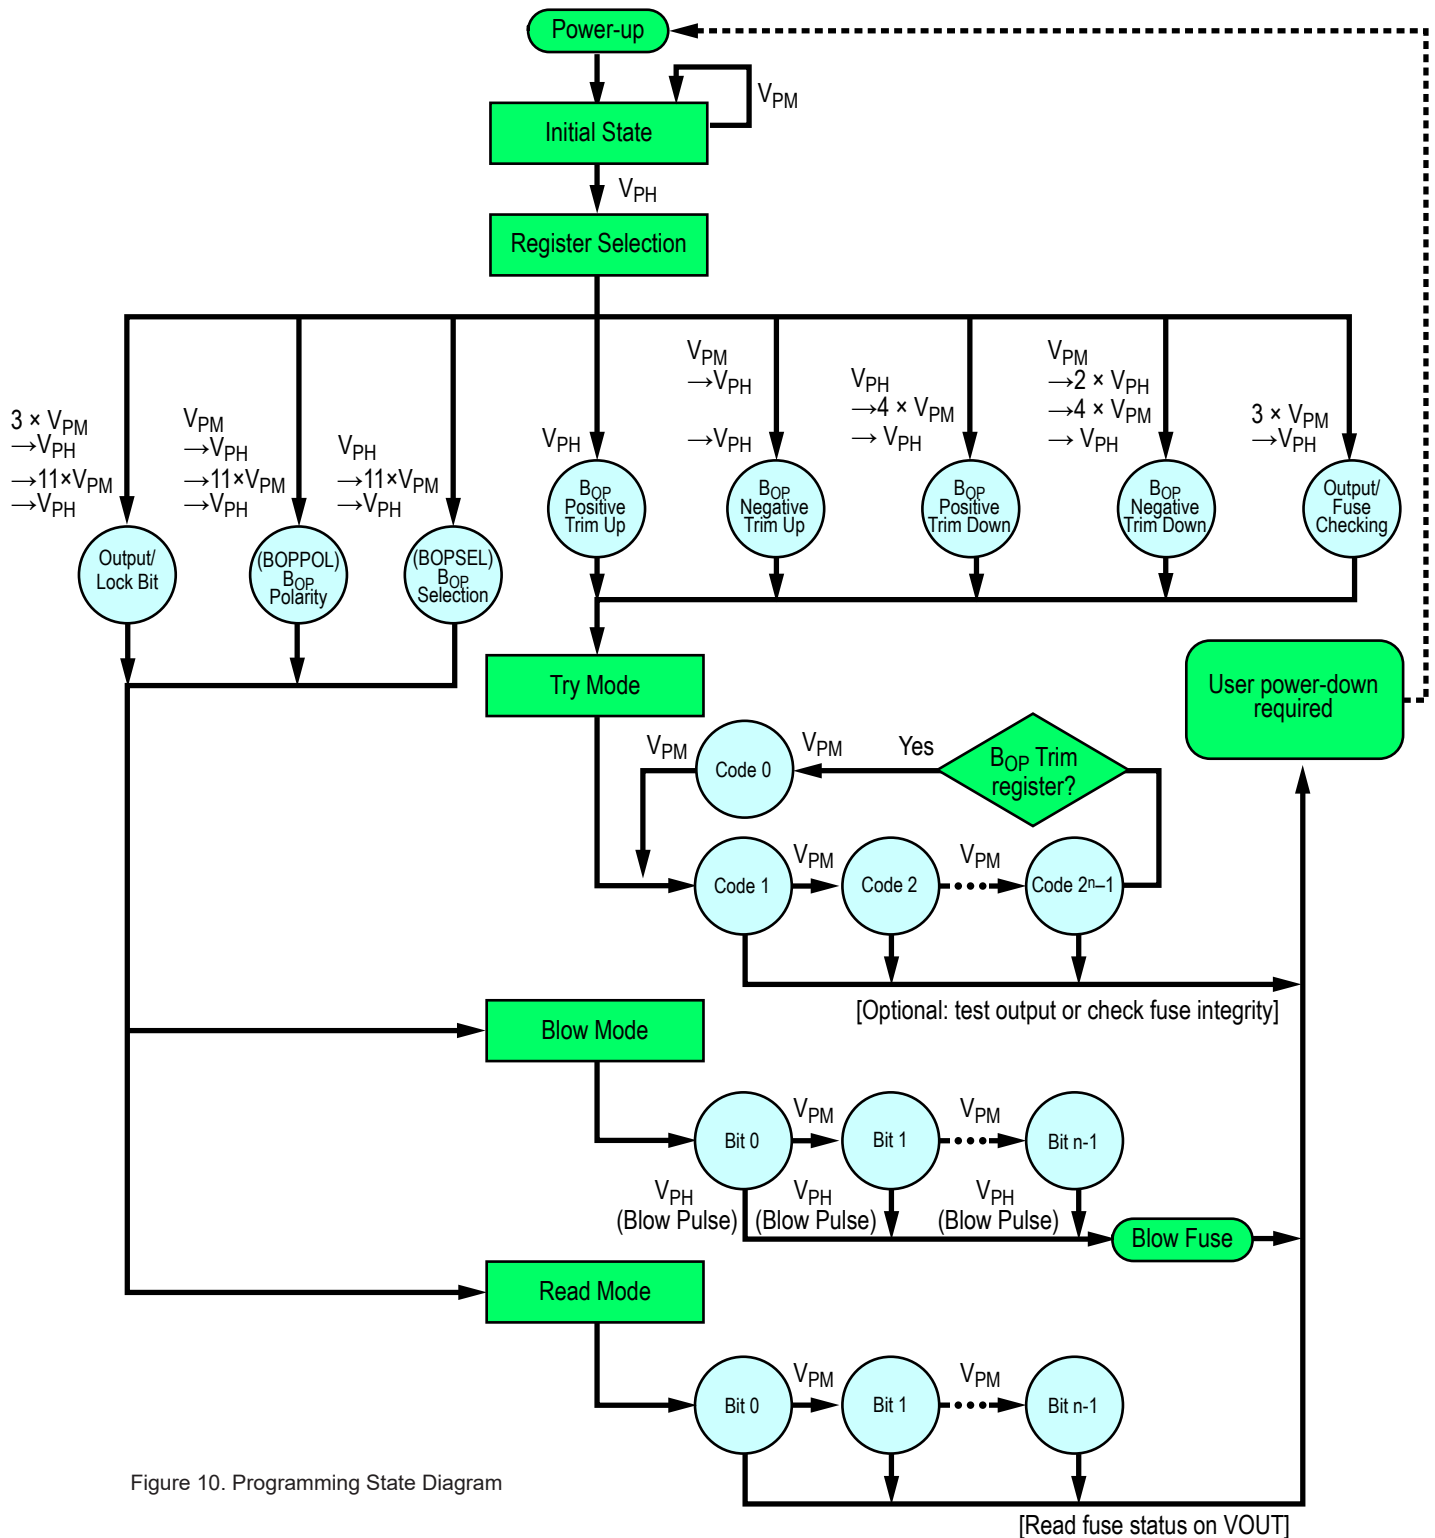 Power-up
VPM
Initial State
VPH
Register Selection
3 × VPM
→VPH
→11×VPM
→VPH
VPM
→VPH
→11×VPM
→VPH
VPH
→11×VPM
→VPH
VPH
VPM
→VPH
→VPH
VPH
→4 × VPM
→ VPH
VPM
→2 × VPH
→4 × VPM
→ VPH
3 × VPM
→VPH
Output/
Lock Bit
(BOPPOL)
BOP
Polarity
(BOPSEL)
BOP
Selection
BOP
Positive
Trim Up
BOP
Negative
Trim Up
BOP
Positive
Trim Down
BOP
Negative
Trim Down
Output/
Fuse
Checking
Try Mode
User power-down
required
VPM
Code 0
VPM
Yes
BOP Trim
register?
Code 1
VPM
Code 2
VPM
Code 2ⁿ–1
[Optional: test output or check fuse integrity]
Blow Mode
Bit 0
VPM
Bit 1
VPM
Bit n-1
VPH
(Blow Pulse)
VPH
(Blow Pulse)
VPH
(Blow Pulse)
Blow Fuse
Read Mode
Bit 0
VPM
Bit 1
VPM
Bit n-1
Figure 10. Programming State Diagram
[Read fuse status on VOUT]